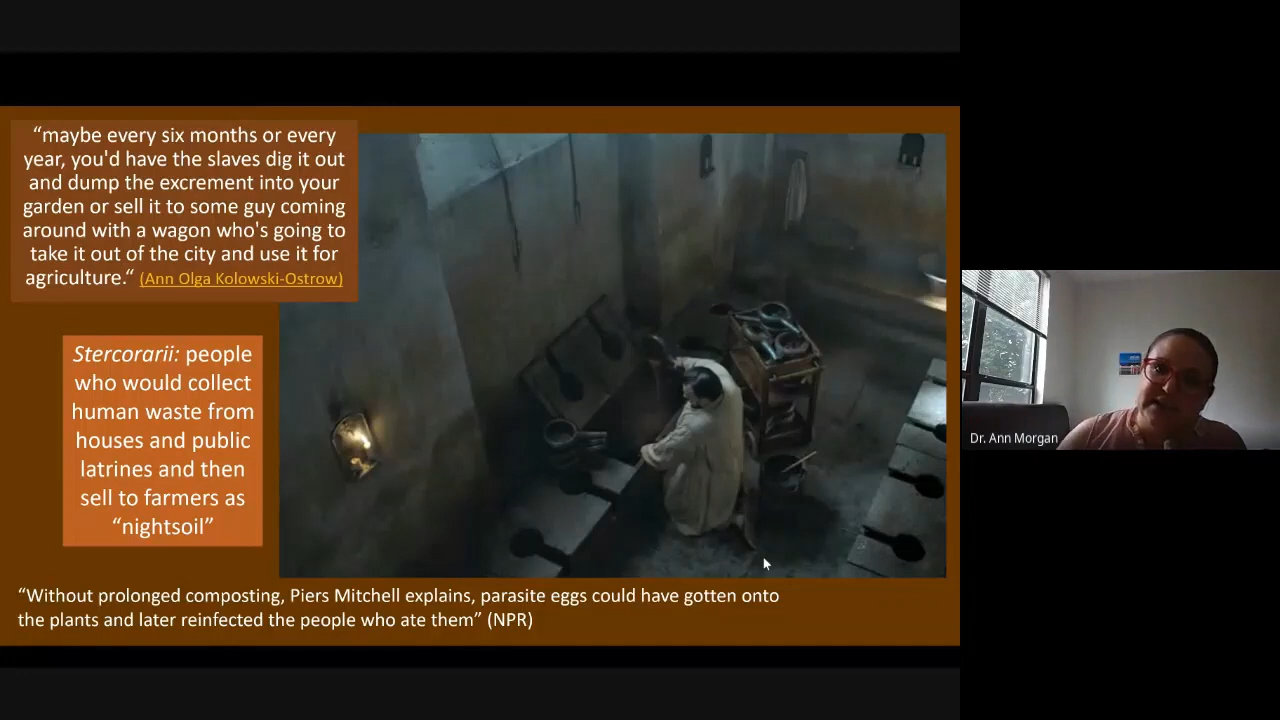 “maybe every six months or every
year, you'd have the slaves dig it out
and dump the excrement into your
garden or sell it to some guy coming
around with a wagon who's going to
take it out of the city and use it for
agriculture.“ (Ann Olga Kolowski-Ostrow)
Stercorarii: people
who would collect
human waste from
houses and public
latrines and then
sell to farmers as
“nightsoil”
“Without prolonged composting, Piers Mitchell explains, parasite eggs could have gotten onto
the plants and later reinfected the people who ate them” (NPR)
Dr. Ann Morgan